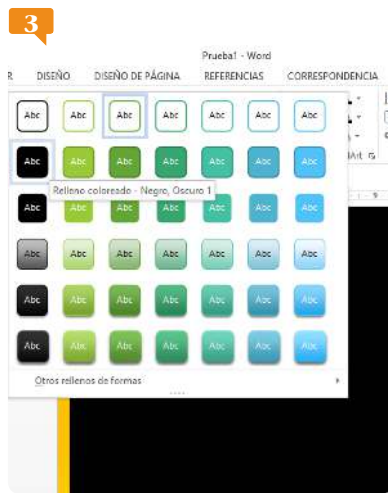 3
Prueba1 - Word
R DISEÑO DISEÑO DE PÁGINA REFERENCIAS CORRESPONDENCIA
Abc Abc Abc Abc Abc Abc Abc
Abc Abc Abc Abc Abc Abc Abc
Relleno coloreado - Negro, Oscuro 1
Abc Abc Abc Abc Abc Abc Abc
Abc Abc Abc Abc Abc Abc Abc
Abc Abc Abc Abc Abc Abc Abc
Abc Abc Abc Abc Abc Abc Abc
Otros rellenos de formas